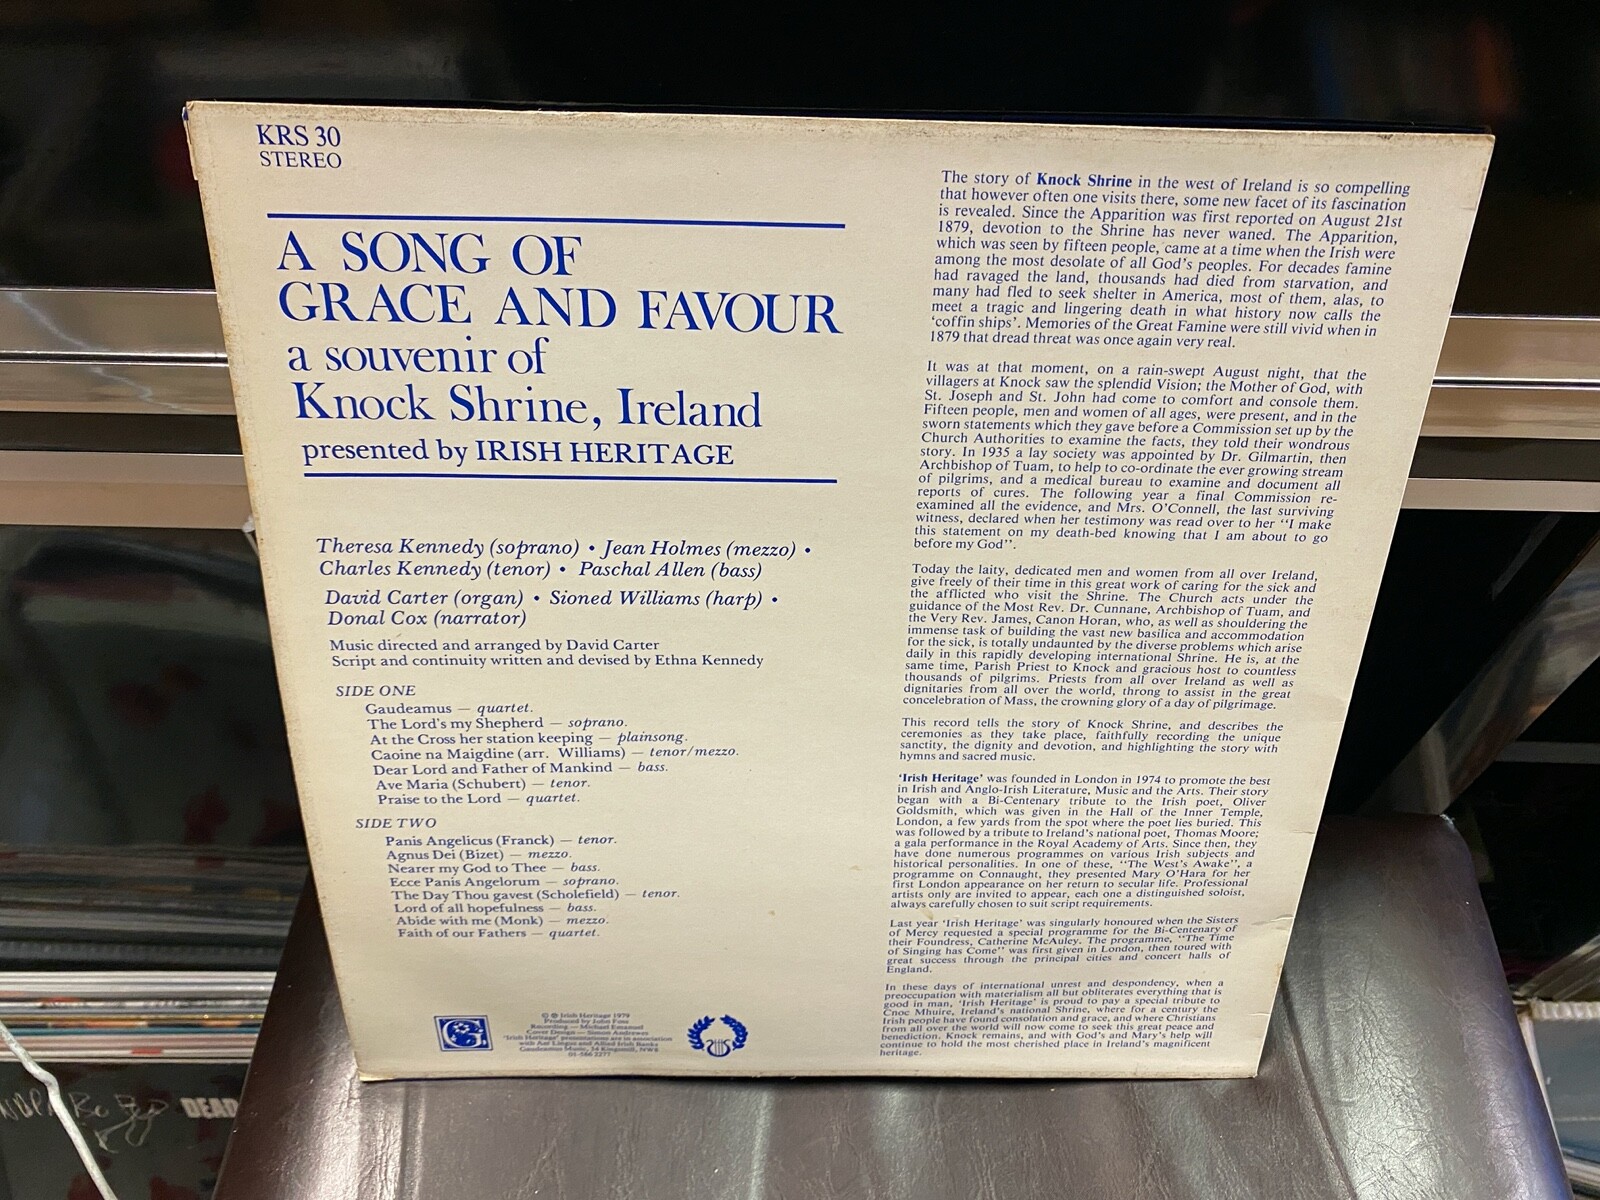 KRS 30
STEREO
A SONG OF
GRACE AND FAVOUR
a souvenir of
Knock Shrine, Ireland
presented by IRISH HERITAGE
Theresa Kennedy (soprano) • Jean Holmes (mezzo) •
Charles Kennedy (tenor) • Paschal Allen (bass)
David Carter (organ) • Sioned Williams (harp) •
Donal Cox (narrator)
Music directed and arranged by David Carter
Script and continuity written and devised by Ethna Kennedy
SIDE ONE
Gaudeamus — quartet.
The Lord's my Shepherd — soprano.
At the Cross her station keeping — plainsong.
Caoine na Maigdine (arr. Williams) — tenor/mezzo.
Dear Lord and Father of Mankind — bass.
Ave Maria (Schubert) — tenor.
Praise to the Lord — quartet.
SIDE TWO
Panis Angelicus (Franck) — tenor.
Agnus Dei (Bizet) — mezzo.
Nearer my God to Thee — bass.
Ecce Panis Angelorum — soprano.
The Day Thou gavest (Scholefield) — tenor.
Lord of all hopefulness — bass.
Abide with me (Monk) — mezzo.
Faith of our Fathers — quartet.
© ℗ Irish Heritage 1979
Produced by John Foss
Recording — Michael Emanuel
Cover Design — Simon Andrewes
'Irish Heritage' presentations are in association
with Aer Lingus and Allied Irish Banks
Gaudeamus Music, 54 Kingsmill, NW8
01-586 2277
The story of Knock Shrine in the west of Ireland is so compelling
that however often one visits there, some new facet of its fascination
is revealed. Since the Apparition was first reported on August 21st
1879, devotion to the Shrine has never waned. The Apparition,
which was seen by fifteen people, came at a time when the Irish were
among the most desolate of all God's peoples. For decades famine
had ravaged the land, thousands had died from starvation, and
many had fled to seek shelter in America, most of them, alas, to
meet a tragic and lingering death in what history now calls the
'coffin ships'. Memories of the Great Famine were still vivid when in
1879 that dread threat was once again very real.
It was at that moment, on a rain-swept August night, that the
villagers at Knock saw the splendid Vision; the Mother of God, with
St. Joseph and St. John had come to comfort and console them.
Fifteen people, men and women of all ages, were present, and in the
sworn statements which they gave before a Commission set up by the
Church Authorities to examine the facts, they told their wondrous
story. In 1935 a lay society was appointed by Dr. Gilmartin, then
Archbishop of Tuam, to help to co-ordinate the ever growing stream
of pilgrims, and a medical bureau to examine and document all
reports of cures. The following year a final Commission re-
examined all the evidence, and Mrs. O'Connell, the last surviving
witness, declared when her testimony was read over to her "I make
this statement on my death-bed knowing that I am about to go
before my God".
Today the laity, dedicated men and women from all over Ireland,
give freely of their time in this great work of caring for the sick and
the afflicted who visit the Shrine. The Church acts under the
guidance of the Most Rev. Dr. Cunnane, Archbishop of Tuam, and
the Very Rev. James, Canon Horan, who, as well as shouldering the
immense task of building the vast new basilica and accommodation
for the sick, is totally undaunted by the diverse problems which arise
daily in this rapidly developing international Shrine. He is, at the
same time, Parish Priest to Knock and gracious host to countless
thousands of pilgrims. Priests from all over Ireland as well as
dignitaries from all over the world, throng to assist in the great
concelebration of Mass, the crowning glory of a day of pilgrimage.
This record tells the story of Knock Shrine, and describes the
ceremonies as they take place, faithfully recording the unique
sanctity, the dignity and devotion, and highlighting the story with
hymns and sacred music.
'Irish Heritage' was founded in London in 1974 to promote the best
in Irish and Anglo-Irish Literature, Music and the Arts. Their story
began with a Bi-Centenary tribute to the Irish poet, Oliver
Goldsmith, which was given in the Hall of the Inner Temple,
London, a few yards from the spot where the poet lies buried. This
was followed by a tribute to Ireland's national poet, Thomas Moore;
a gala performance in the Royal Academy of Arts. Since then, they
have done numerous programmes on various Irish subjects and
historical personalities. In one of these, "The West's Awake", a
programme on Connaught, they presented Mary O'Hara for her
first London appearance on her return to secular life. Professional
artists only are invited to appear, each one a distinguished soloist,
always carefully chosen to suit script requirements.
Last year 'Irish Heritage' was singularly honoured when the Sisters
of Mercy requested a special programme for the Bi-Centenary of
their Foundress, Catherine McAuley. The programme, "The Time
of Singing has Come" was first given in London, then toured with
great success through the principal cities and concert halls of
England.
In these days of international unrest and despondency, when a
preoccupation with materialism all but obliterates everything that is
good in man, 'Irish Heritage' is proud to pay a special tribute to
Cnoc Mhuire, Ireland's national Shrine, where for a century the
Irish people have found consolation and grace, and where Christians
from all over the world will now come to seek this great peace and
benediction, Knock remains, and with God's and Mary's help will
continue to hold the most cherished place in Ireland's magnificent
heritage.
DEAD